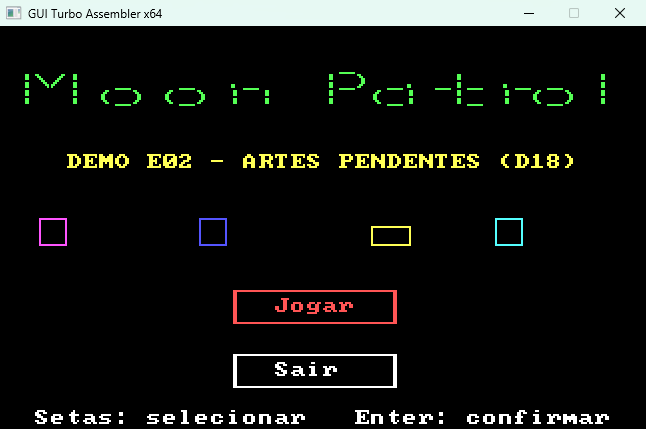 GUI Turbo Assembler x64
Moon Patrol
DEMO E02 - ARTES PENDENTES (D18)
Jogar
Sair
Setas: selecionar Enter: confirmar